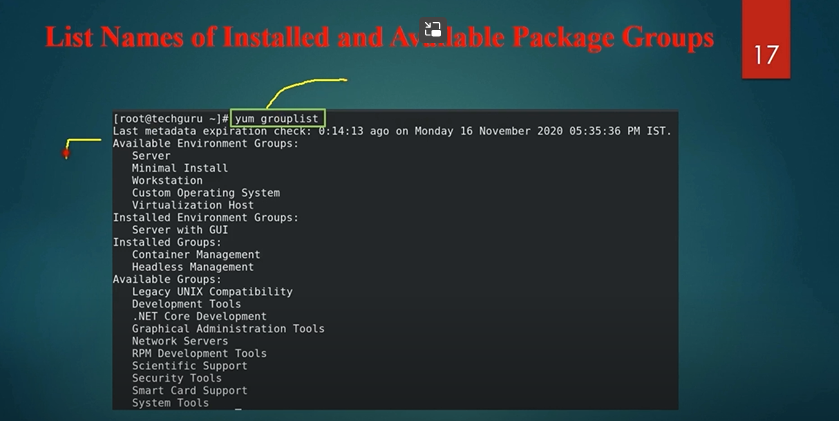 List Names of Installed and Available Package Groups
17
[root@techguru ~]# yum grouplist
Last metadata expiration check: 0:14:13 ago on Monday 16 November 2020 05:35:36 PM IST.
Available Environment Groups:
Server
Minimal Install
Workstation
Custom Operating System
Virtualization Host
Installed Environment Groups:
Server with GUI
Installed Groups:
Container Management
Headless Management
Available Groups:
Legacy UNIX Compatibility
Development Tools
.NET Core Development
Graphical Administration Tools
Network Servers
RPM Development Tools
Scientific Support
Security Tools
Smart Card Support
System Tools